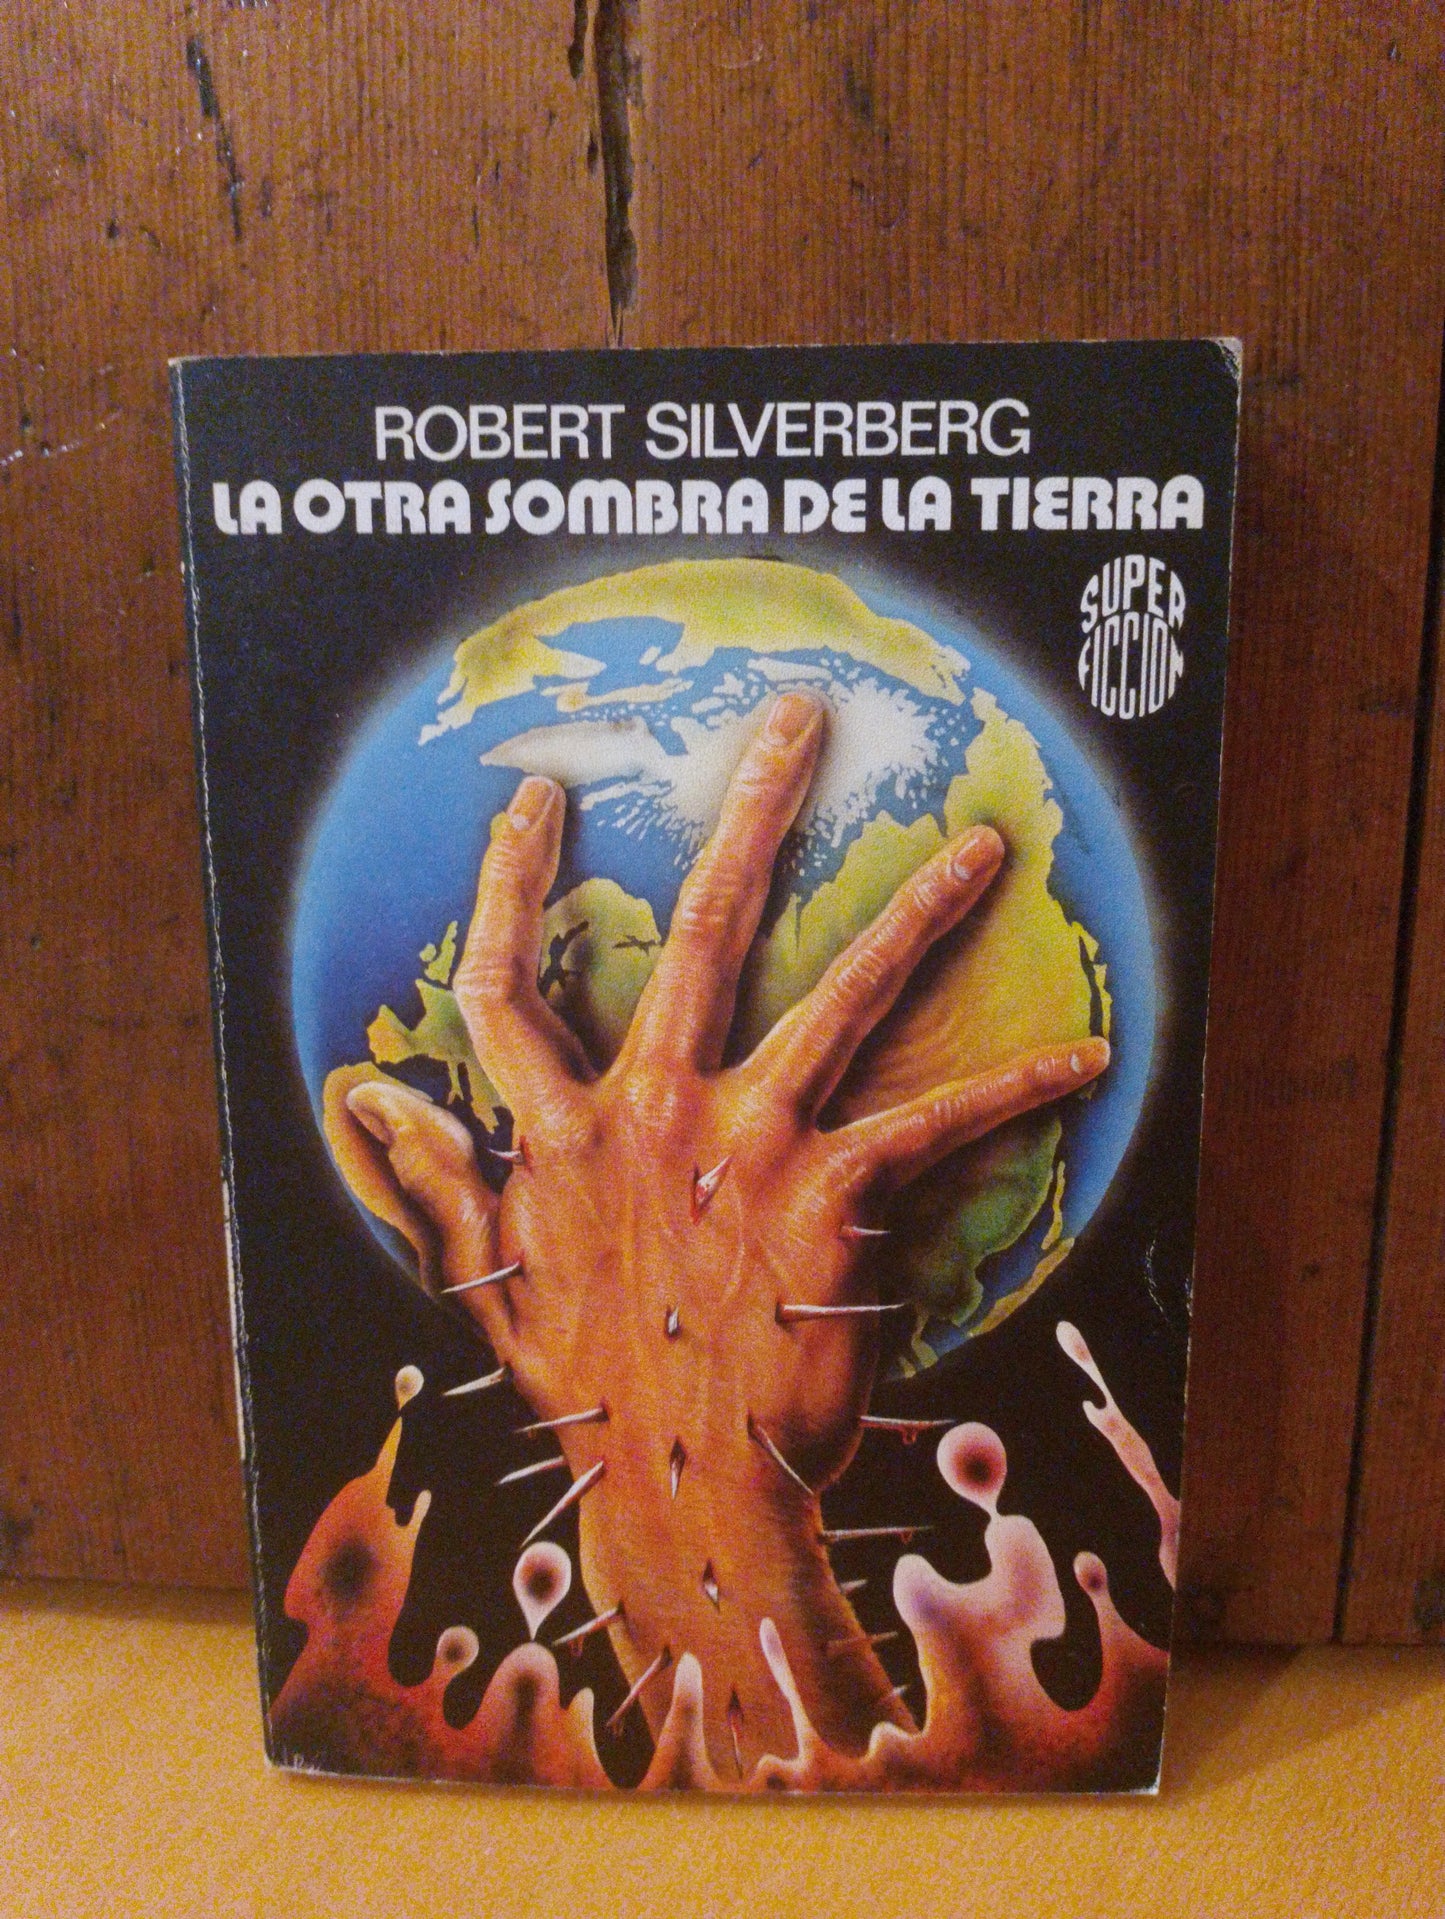 ROBERT SILVERBERG
LA OTRA SOMBRA DE LA TIERRA
SUPER
FICCION